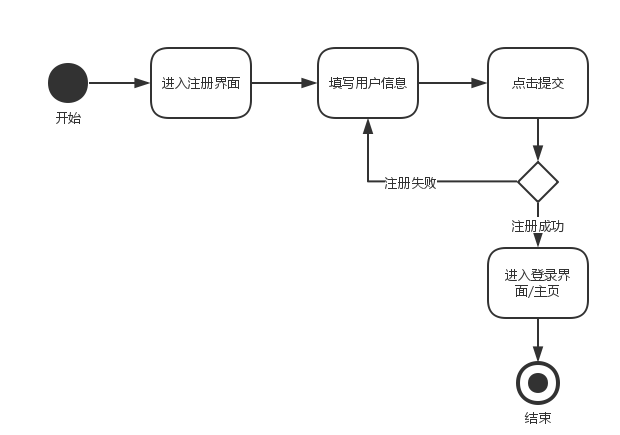 进入注册界面
填写用户信息
点击提交
开始
注册失败
注册成功
进入登录界
面/主页
结束